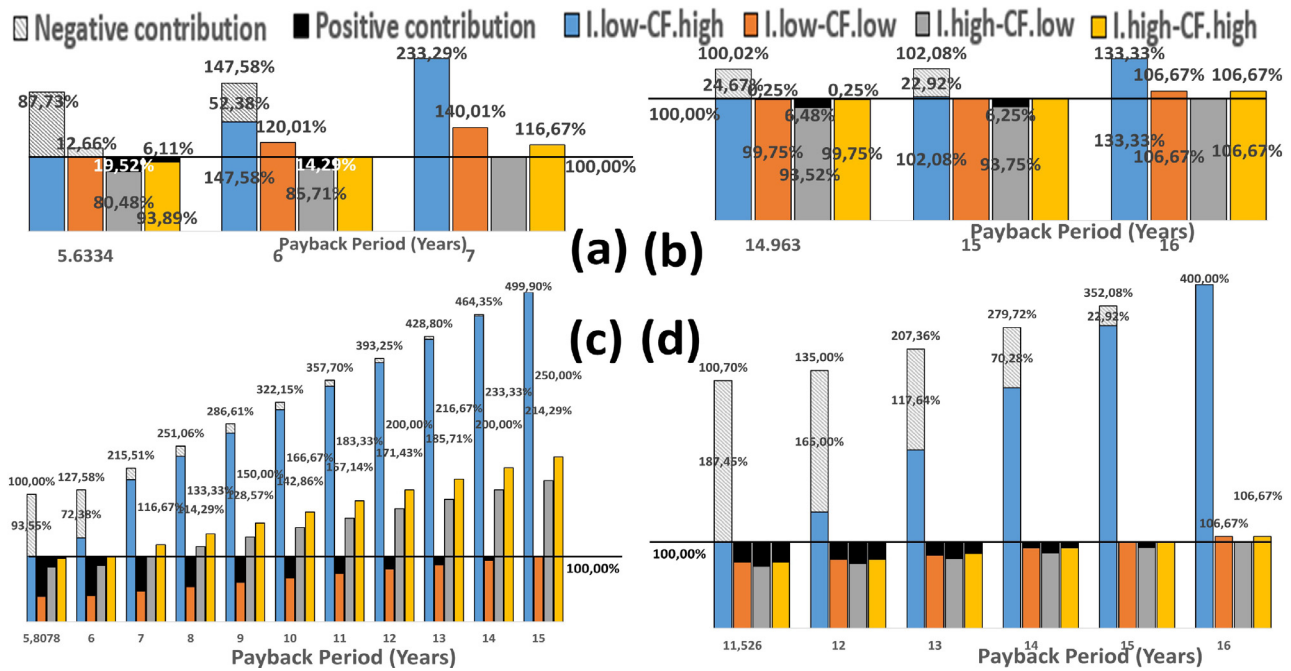 Negative contribution Positive contribution I.low-CF.high I.low-CF.low I.high-CF.low I.high-CF.high
87,73% 12,66% 19,52% 80,48% 6,11% 93,89%
147,58% 52,38% 147,58% 120,01% 14,29% 85,71%
233,29% 140,01% 116,67%
100,00%
5.6334 6 7
Payback Period (Years)
(a)
100,02% 24,67% 0,25% 99,75% 6,48% 93,52% 0,25% 99,75%
102,08% 22,92% 102,08% 6,25% 93,75%
133,33% 133,33% 106,67% 106,67% 106,67% 106,67%
100,00%
14.963 15 16
Payback Period (Years)
(b)
100,00% 93,55%
127,58% 72,38%
215,51% 116,67%
251,06% 133,33% 114,29%
286,61% 150,00% 128,57%
322,15% 166,67% 142,86%
357,70% 183,33% 157,14%
393,25% 200,00% 171,43%
428,80% 216,67% 185,71%
464,35% 233,33% 200,00%
499,90% 250,00% 214,29%
100,00%
5,8078 6 7 8 9 10 11 12 13 14 15
Payback Period (Years)
(c)
100,70% 187,45%
135,00% 165,00%
207,36% 117,64%
279,72% 70,28%
352,08% 22,92%
400,00% 106,67% 106,67%
100,00%
11,526 12 13 14 15 16
Payback Period (Years)
(d)